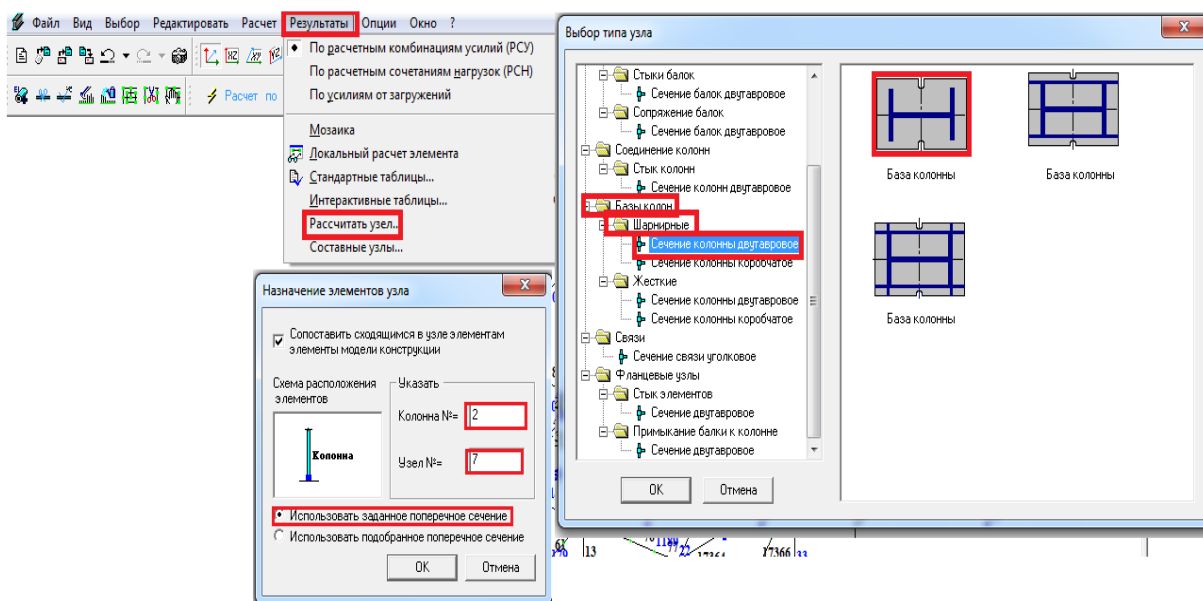 Файл Вид Выбор Редактировать Расчет Результаты Опции Окно ?
Расчет по
По расчетным комбинациям усилий (РСУ)
По расчетным сочетаниям нагрузок (РСН)
По усилиям от загружений
Мозаика
Локальный расчет элемента
Стандартные таблицы...
Интерактивные таблицы...
Рассчитать узел...
Составные узлы...
Назначение элементов узла
Сопоставить сходящимся в узле элементам
элементы модели конструкции
Схема расположения
элементов
Колонна
Указать
Колонна №= 2
Узел №= 7
Использовать заданное поперечное сечение
Использовать подобранное поперечное сечение
OK Отмена
Выбор типа узла
Стыки балок
Сечение балок двутавровое
Сопряжение балок
Сечение балок двутавровое
Соединение колонн
Стык колонн
Сечение колонн двутавровое
Базы колон
Шарнирные
Сечение колонны двутавровое
Сечение колонны коробчатое
Жесткие
Сечение колонны двутавровое
Сечение колонны коробчатое
Связи
Сечение связи уголковое
Фланцевые узлы
Стык элементов
Сечение двутавровое
Примыкание балки к колонне
Сечение двутавровое
OK Отмена
База колонны База колонны
База колонны
13 17366 33